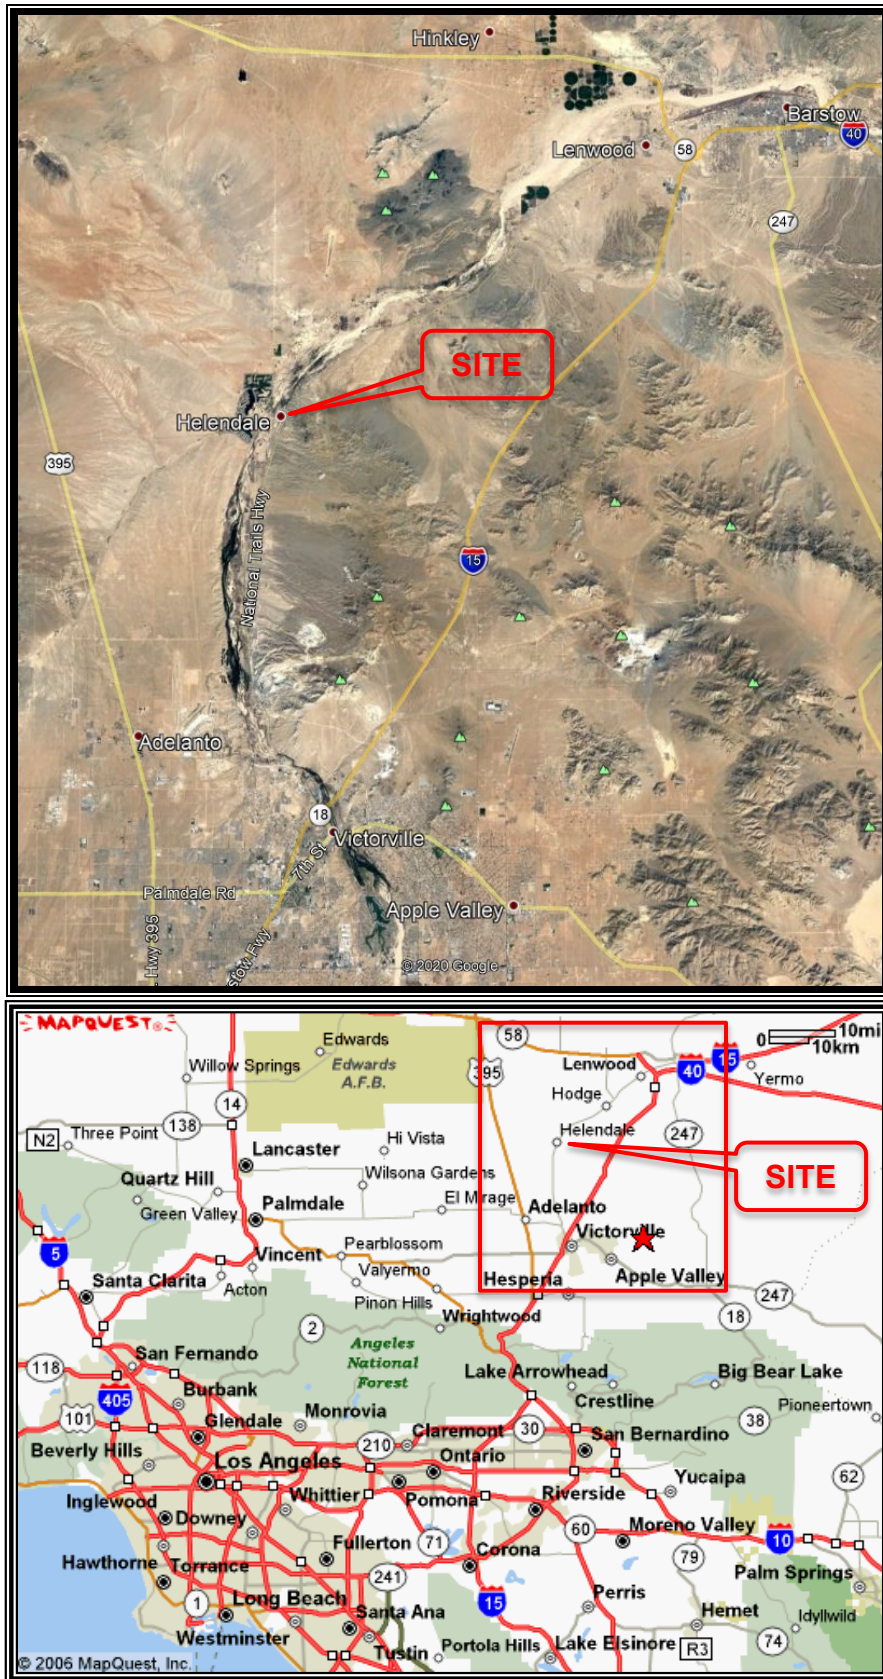 Hinkley
Barstow
40
Lenwood
58
247
SITE
Helendale
395
National Trails Hwy
15
Adelanto
18
Victorville
7th St
Palmdale Rd
Apple Valley
Hwy 395
stow Fwy
© 2020 Google
MAPQUEST®
10mi
0
10km
Edwards
58
Lenwood
15
Willow Springs
Edwards
A.F.B.
395
40
Yermo
Hodge
14
138
Helendale
247
N2
Three Point
Lancaster
Hi Vista
SITE
Quartz Hill
Wilsona Gardens
Green Valley
Palmdale
El Mirage
Adelanto
Victorville
5
Vincent
Pearblossom
Santa Clarita
Acton
Valyermo
Hesperia
Apple Valley
Pinon Hills
247
18
2
Wrightwood
Angeles
National
Forest
San Fernando
118
Lake Arrowhead
Big Bear Lake
405
Burbank
Crestline
Pioneertown
101
Glendale
Monrovia
Claremont
30
38
Beverly Hills
210
San Bernardino
Ontario
Los Angeles
Yucaipa
62
Inglewood
Whittier
Pomona
Riverside
Downey
Moreno Valley
Fullerton
71
60
10
Hawthorne
Torrance
Corona
79
241
Palm Springs
1
Long Beach
15
Perris
Santa Ana
Hemet
Idyllwild
Westminster
Tustin
Portola Hills
Lake Elsinore
R3
74
© 2006 MapQuest, Inc.